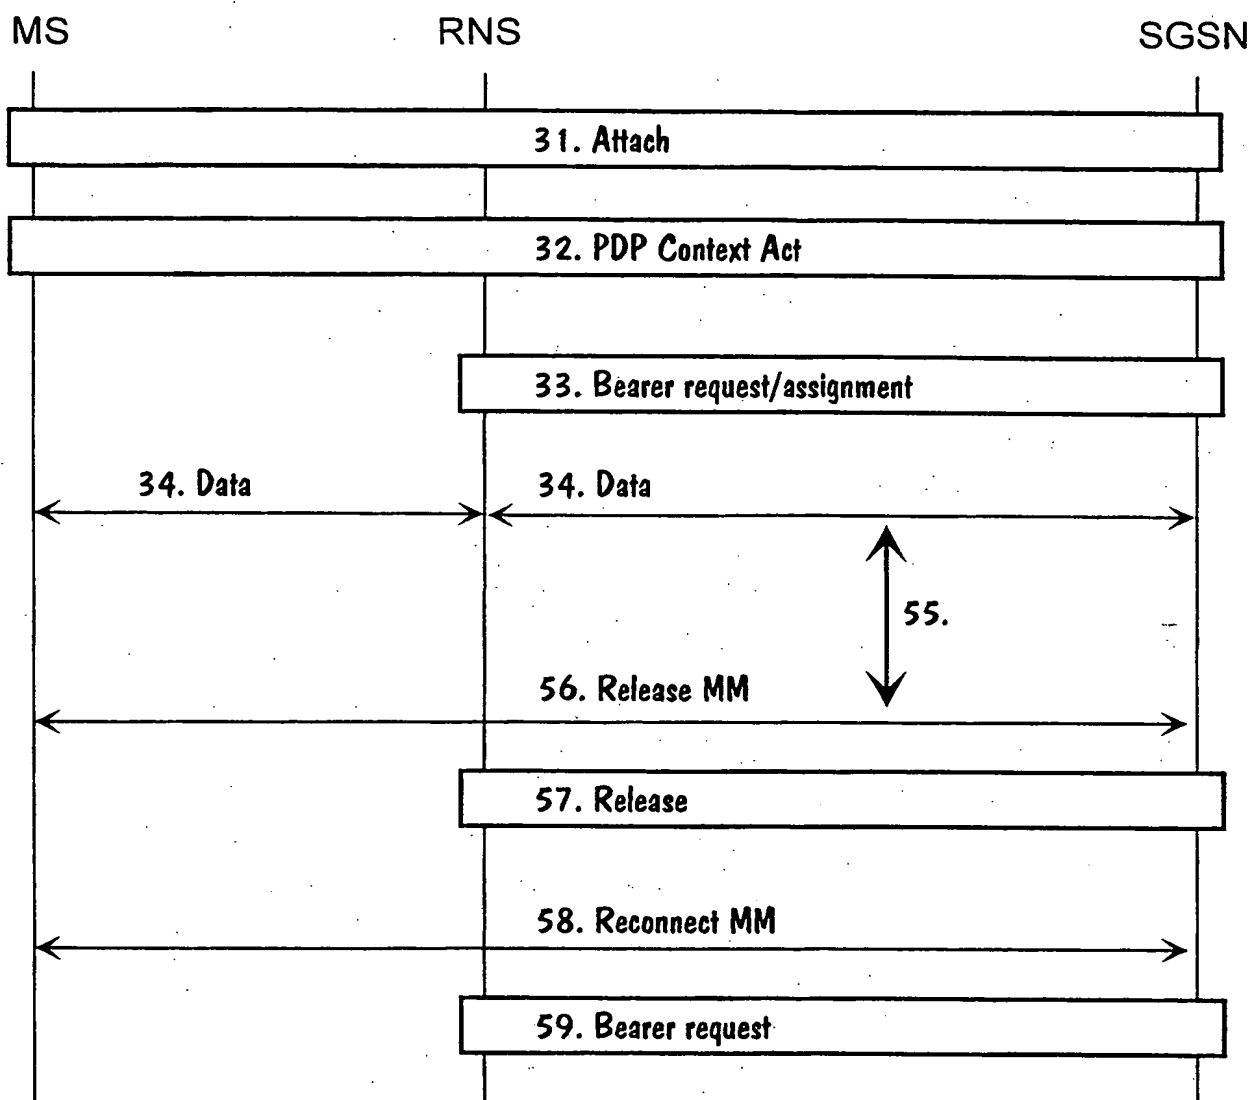 MS RNS SGSN
31. Attach
32. PDP Context Act
33. Bearer request/assignment
34. Data 34. Data
55.
56. Release MM
57. Release
58. Reconnect MM
59. Bearer request